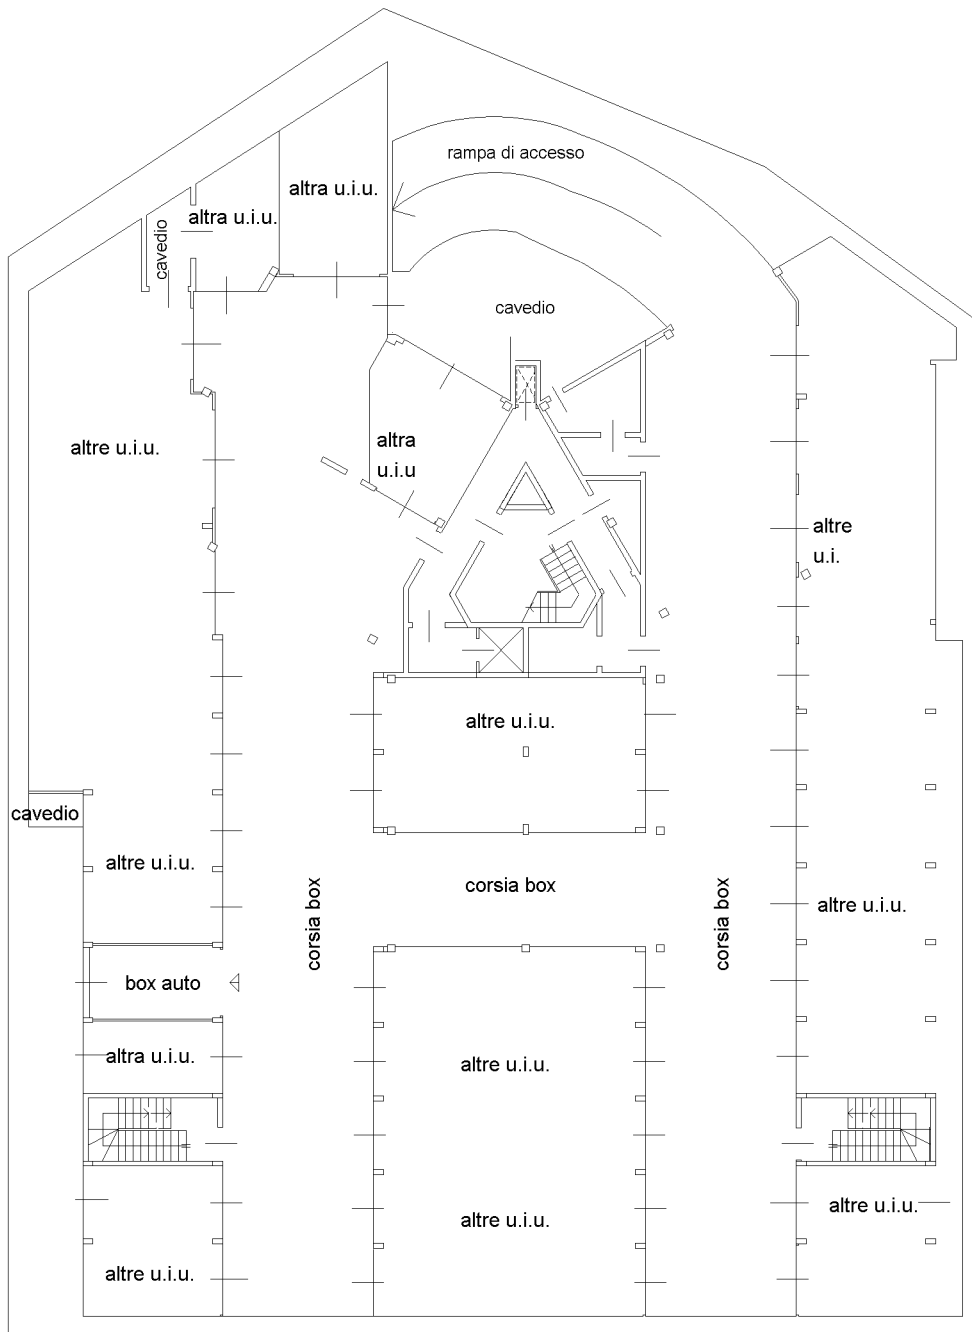 rampa di accesso
altra u.i.u.
altra u.i.u.
cavedio
cavedio
altra
u.i.u
altre u.i.u.
altre
u.i.
altre u.i.u.
cavedio
altre u.i.u.
corsia box
corsia box
corsia box
altre u.i.u.
box auto
altra u.i.u.
altre u.i.u.
altre u.i.u.
altre u.i.u.
altre u.i.u.